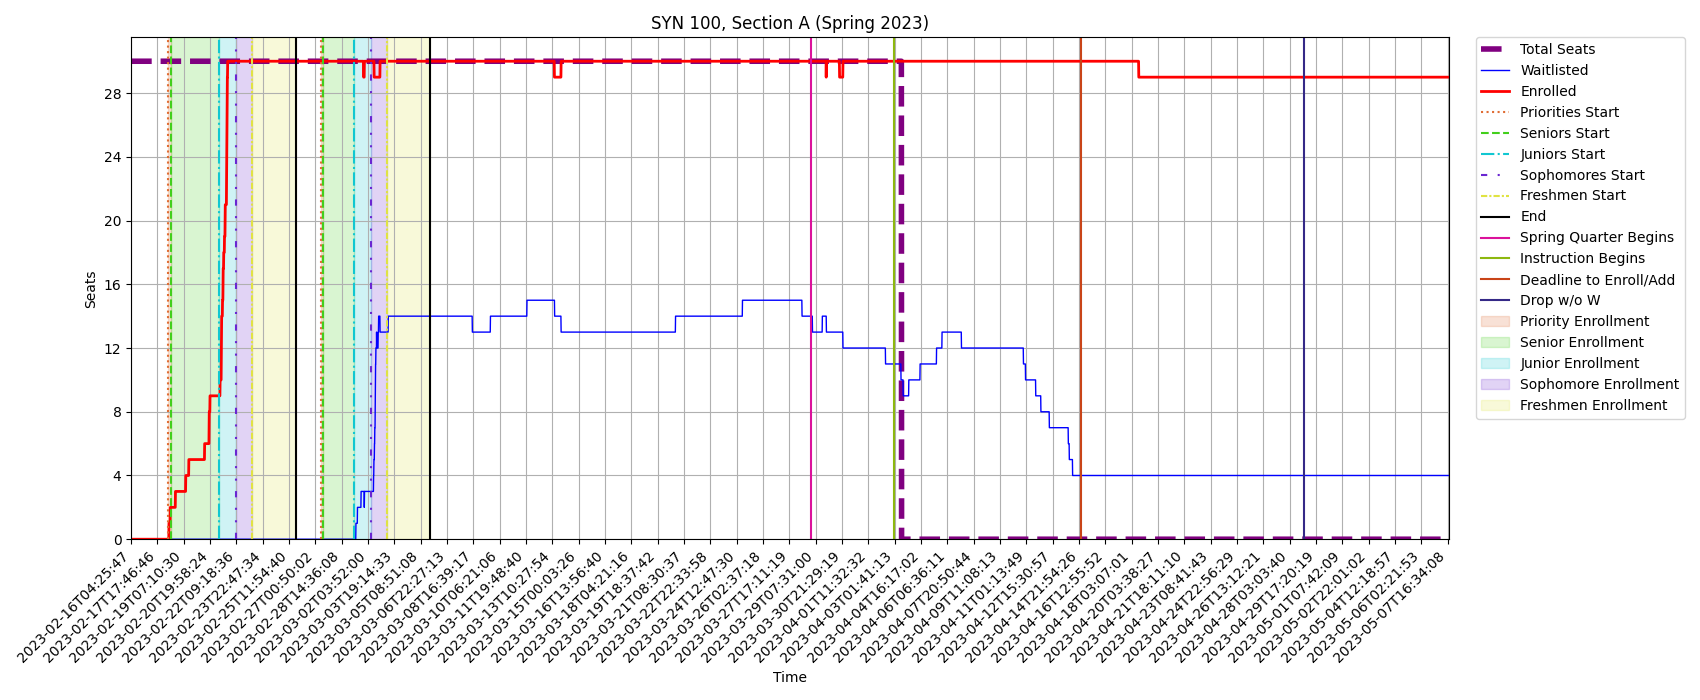 SYN 100, Section A (Spring 2023)
Seats
28
24
20
16
12
8
4
0
2023-02-16T04:25:47
2023-02-17T17:46:46
2023-02-19T07:10:30
2023-02-20T19:58:24
2023-02-22T09:18:36
2023-02-23T22:47:34
2023-02-25T11:54:40
2023-02-27T00:50:02
2023-02-28T14:36:08
2023-03-02T03:52:00
2023-03-03T19:14:33
2023-03-05T08:51:08
2023-03-06T22:27:13
2023-03-08T16:39:17
2023-03-10T06:21:06
2023-03-11T19:48:40
2023-03-13T10:27:54
2023-03-15T00:03:26
2023-03-16T13:56:40
2023-03-18T04:21:16
2023-03-19T18:37:42
2023-03-21T08:30:37
2023-03-22T22:33:58
2023-03-24T12:47:30
2023-03-26T02:37:18
2023-03-27T17:11:19
2023-03-29T07:31:00
2023-03-30T21:29:19
2023-04-01T11:32:32
2023-04-03T01:41:13
2023-04-04T16:17:02
2023-04-06T06:36:11
2023-04-07T20:50:44
2023-04-09T11:08:13
2023-04-11T01:13:49
2023-04-12T15:30:57
2023-04-14T21:54:26
2023-04-16T12:55:52
2023-04-18T03:07:01
2023-04-20T03:38:27
2023-04-21T18:11:10
2023-04-23T08:41:43
2023-04-24T22:56:29
2023-04-26T13:12:21
2023-04-28T03:03:40
2023-04-29T17:20:19
2023-05-01T07:42:09
2023-05-02T22:01:02
2023-05-04T12:18:57
2023-05-06T02:21:53
2023-05-07T16:34:08
Time
Total Seats
Waitlisted
Enrolled
Priorities Start
Seniors Start
Juniors Start
Sophomores Start
Freshmen Start
End
Spring Quarter Begins
Instruction Begins
Deadline to Enroll/Add
Drop w/o W
Priority Enrollment
Senior Enrollment
Junior Enrollment
Sophomore Enrollment
Freshmen Enrollment